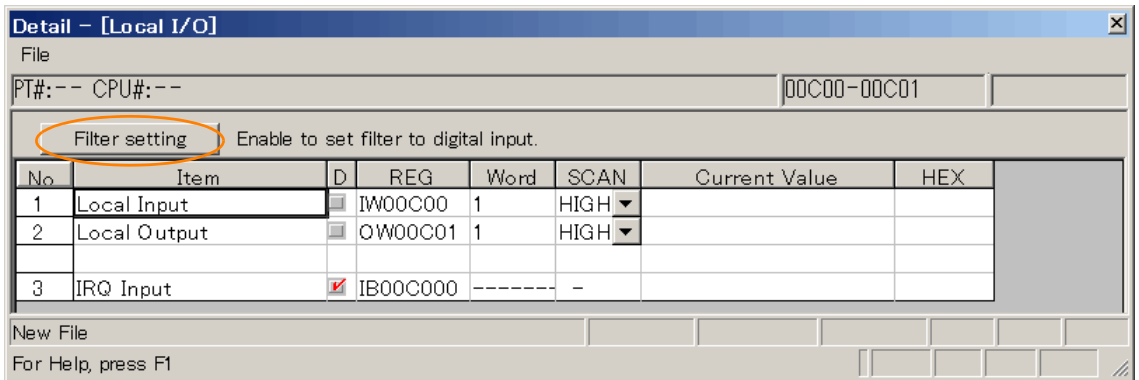 Detail - [Local I/O]
File
PT#:-- CPU#:-- 00C00-00C01
Filter setting Enable to set filter to digital input.
No Item D REG Word SCAN Current Value HEX
1 Local Input IW00C00 1 HIGH
2 Local Output OW00C01 1 HIGH
3 IRQ Input IB00C000 ------- -
New File
For Help, press F1